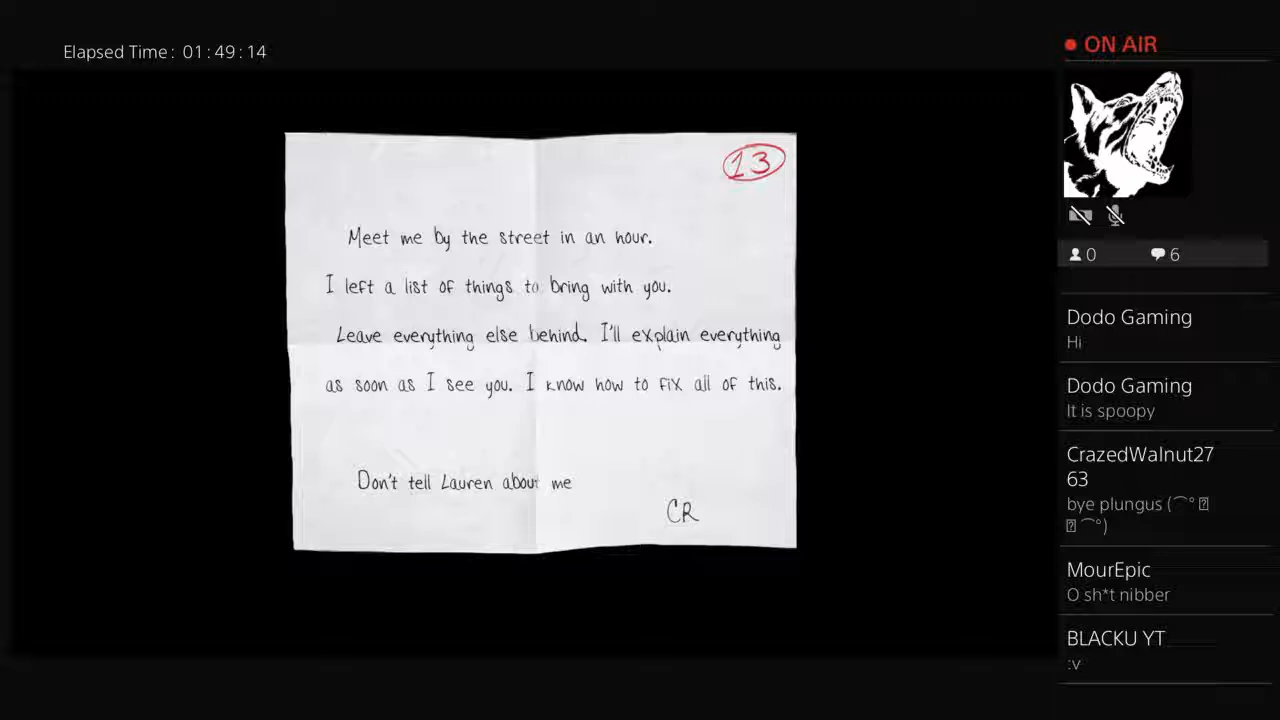 Elapsed Time: 01:49:14
ON AIR
13
Meet me by the street in an hour.
I left a list of things to bring with you.
Leave everything else behind. I'll explain everything
as soon as I see you. I know how to fix all of this.
Don't tell Lauren about me
CR
0
6
Dodo Gaming
Hi
Dodo Gaming
It is spoopy
CrazedWalnut27
63
bye plungus (⌒° 
⌒°)
MourEpic
O sh*t nibber
BLACKU YT
:v